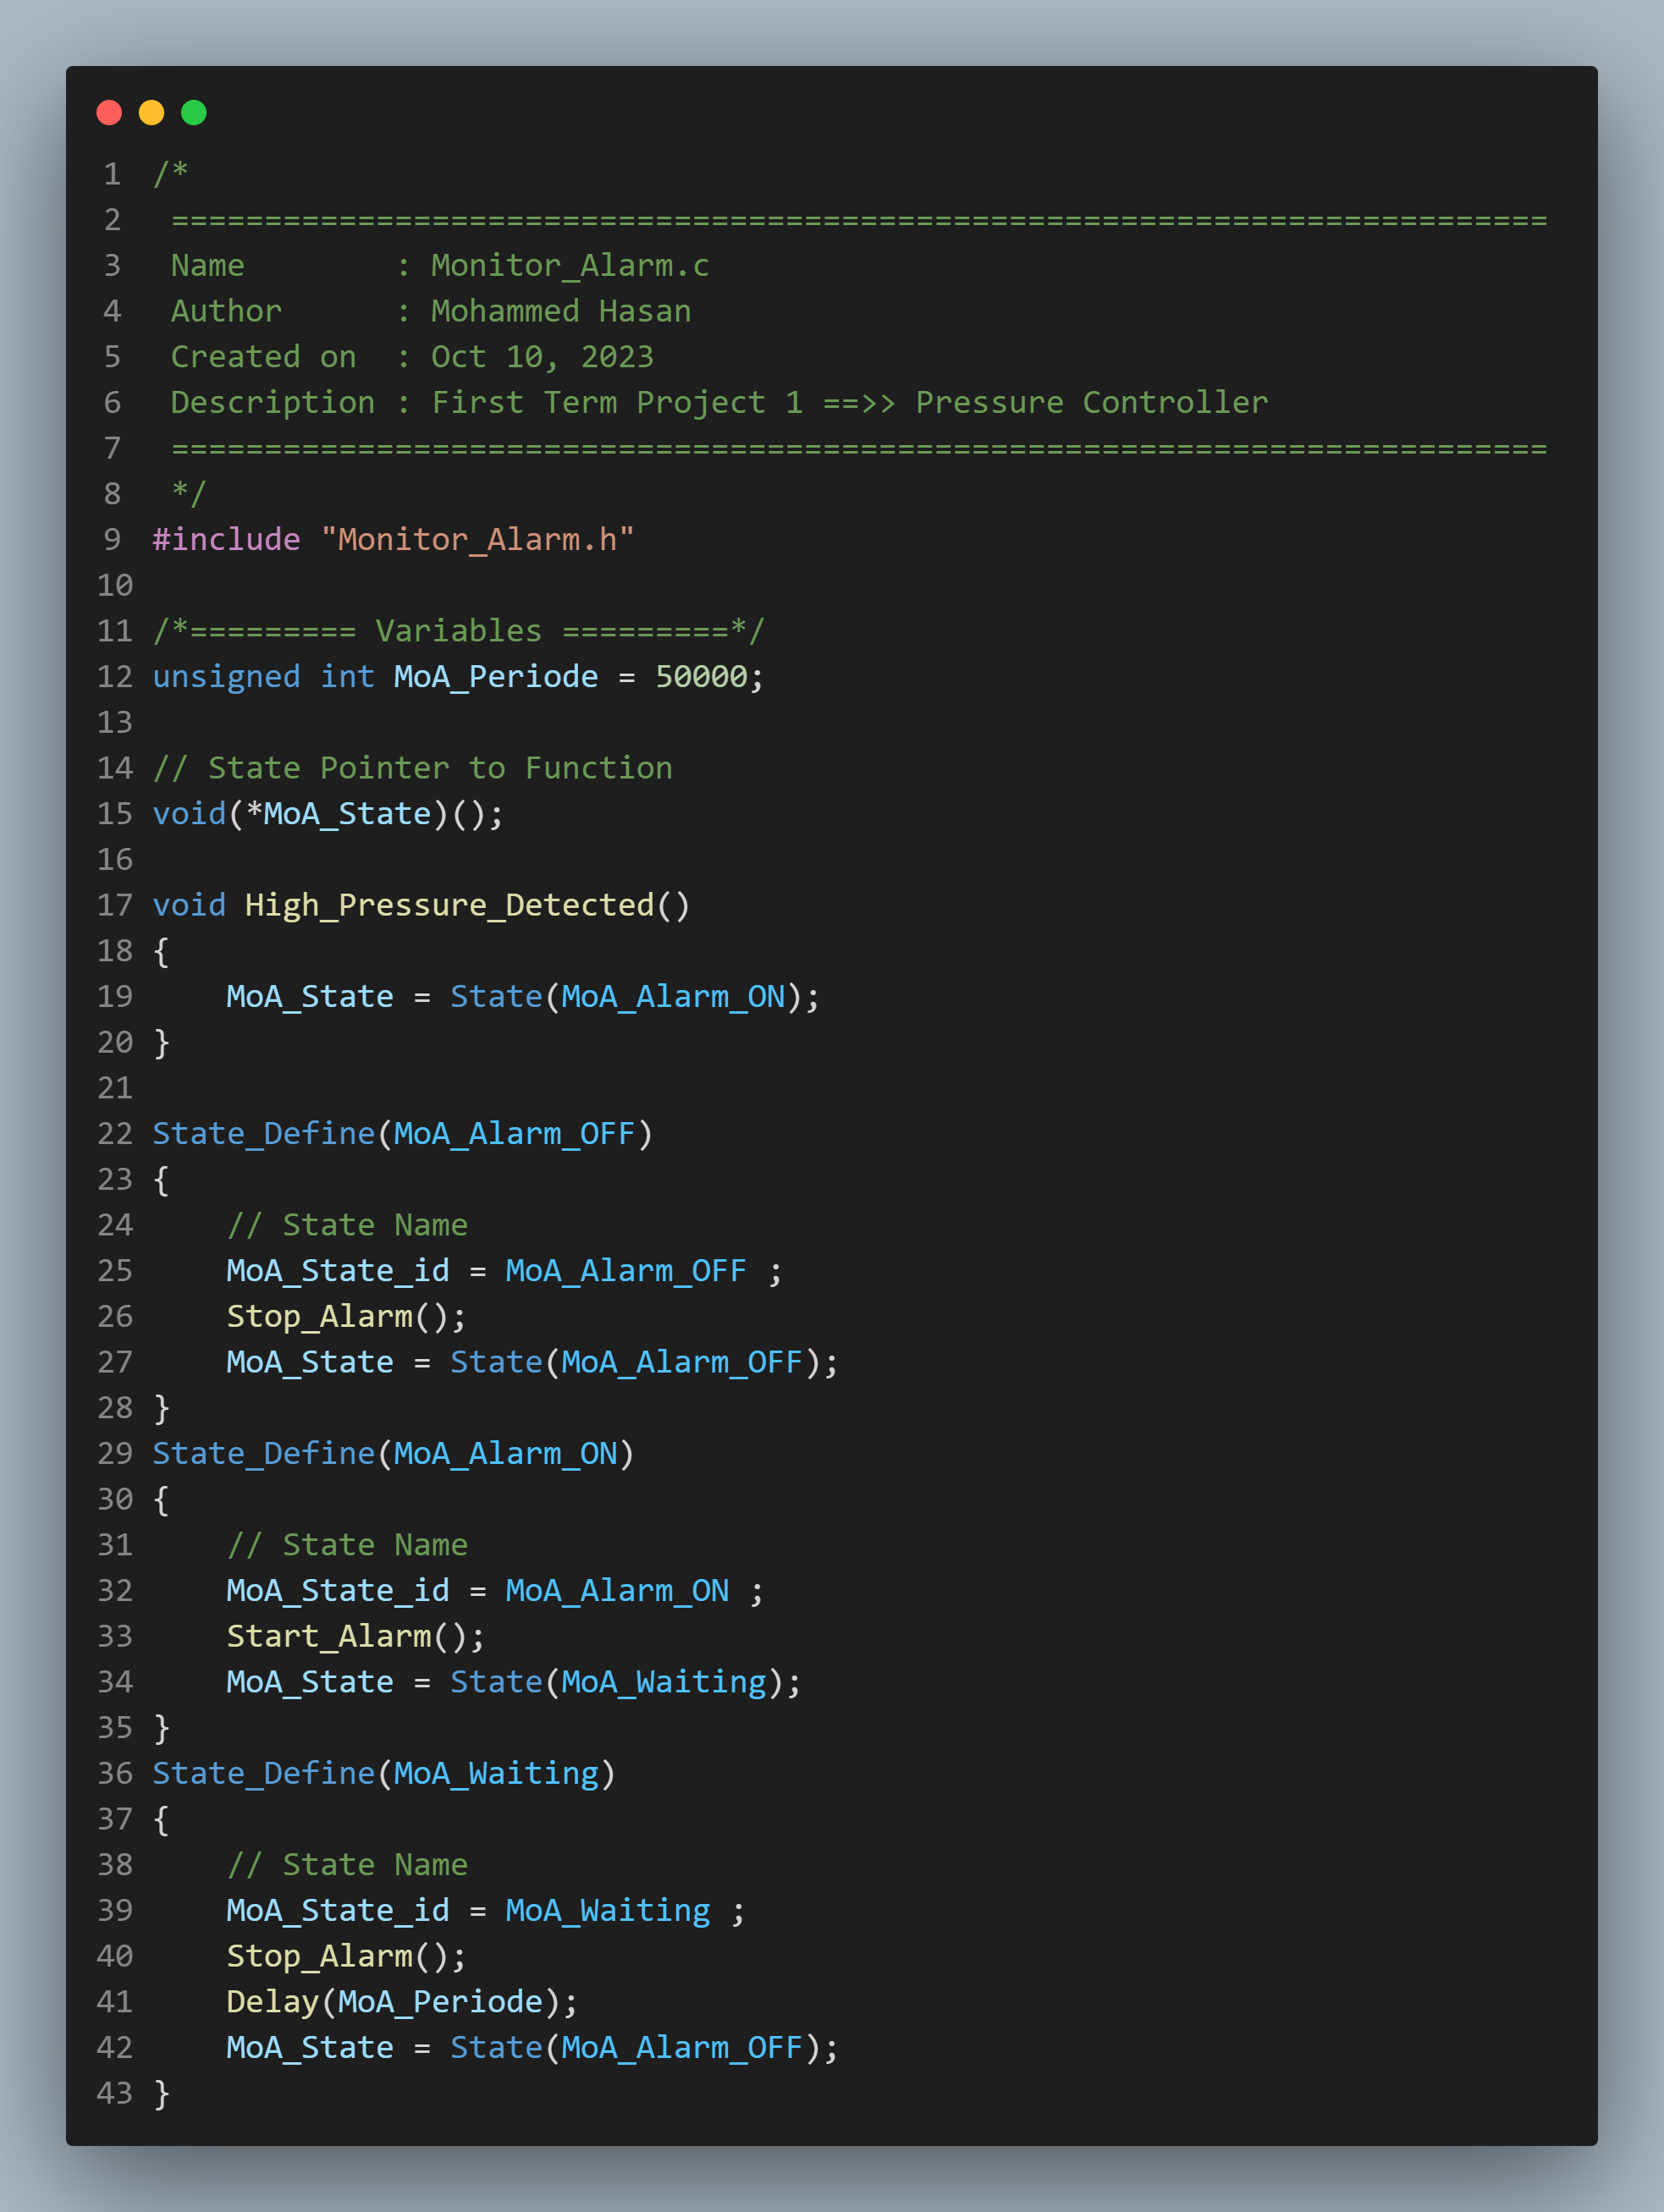 1 /*
2  ==========================================================================
3  Name        : Monitor_Alarm.c
4  Author      : Mohammed Hasan
5  Created on  : Oct 10, 2023
6  Description : First Term Project 1 ==>> Pressure Controller
7  ==========================================================================
8  */
9 #include "Monitor_Alarm.h"
10
11 /*========= Variables =========*/
12 unsigned int MoA_Periode = 50000;
13
14 // State Pointer to Function
15 void(*MoA_State)();
16
17 void High_Pressure_Detected()
18 {
19     MoA_State = State(MoA_Alarm_ON);
20 }
21
22 State_Define(MoA_Alarm_OFF)
23 {
24     // State Name
25     MoA_State_id = MoA_Alarm_OFF ;
26     Stop_Alarm();
27     MoA_State = State(MoA_Alarm_OFF);
28 }
29 State_Define(MoA_Alarm_ON)
30 {
31     // State Name
32     MoA_State_id = MoA_Alarm_ON ;
33     Start_Alarm();
34     MoA_State = State(MoA_Waiting);
35 }
36 State_Define(MoA_Waiting)
37 {
38     // State Name
39     MoA_State_id = MoA_Waiting ;
40     Stop_Alarm();
41     Delay(MoA_Periode);
42     MoA_State = State(MoA_Alarm_OFF);
43 }